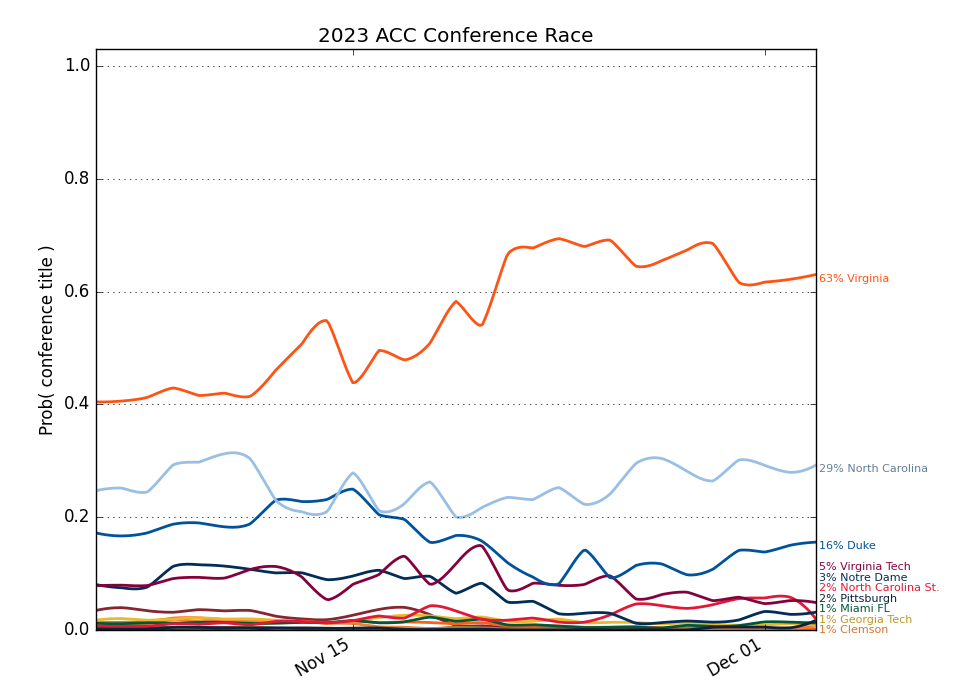 2023 ACC Conference Race
1.0
0.8
0.6
0.4
0.2
0.0
Prob( conference title )
Nov 15
Dec 01
63% Virginia
29% North Carolina
16% Duke
5% Virginia Tech
3% Notre Dame
2% North Carolina St.
2% Pittsburgh
1% Miami FL
1% Georgia Tech
1% Clemson